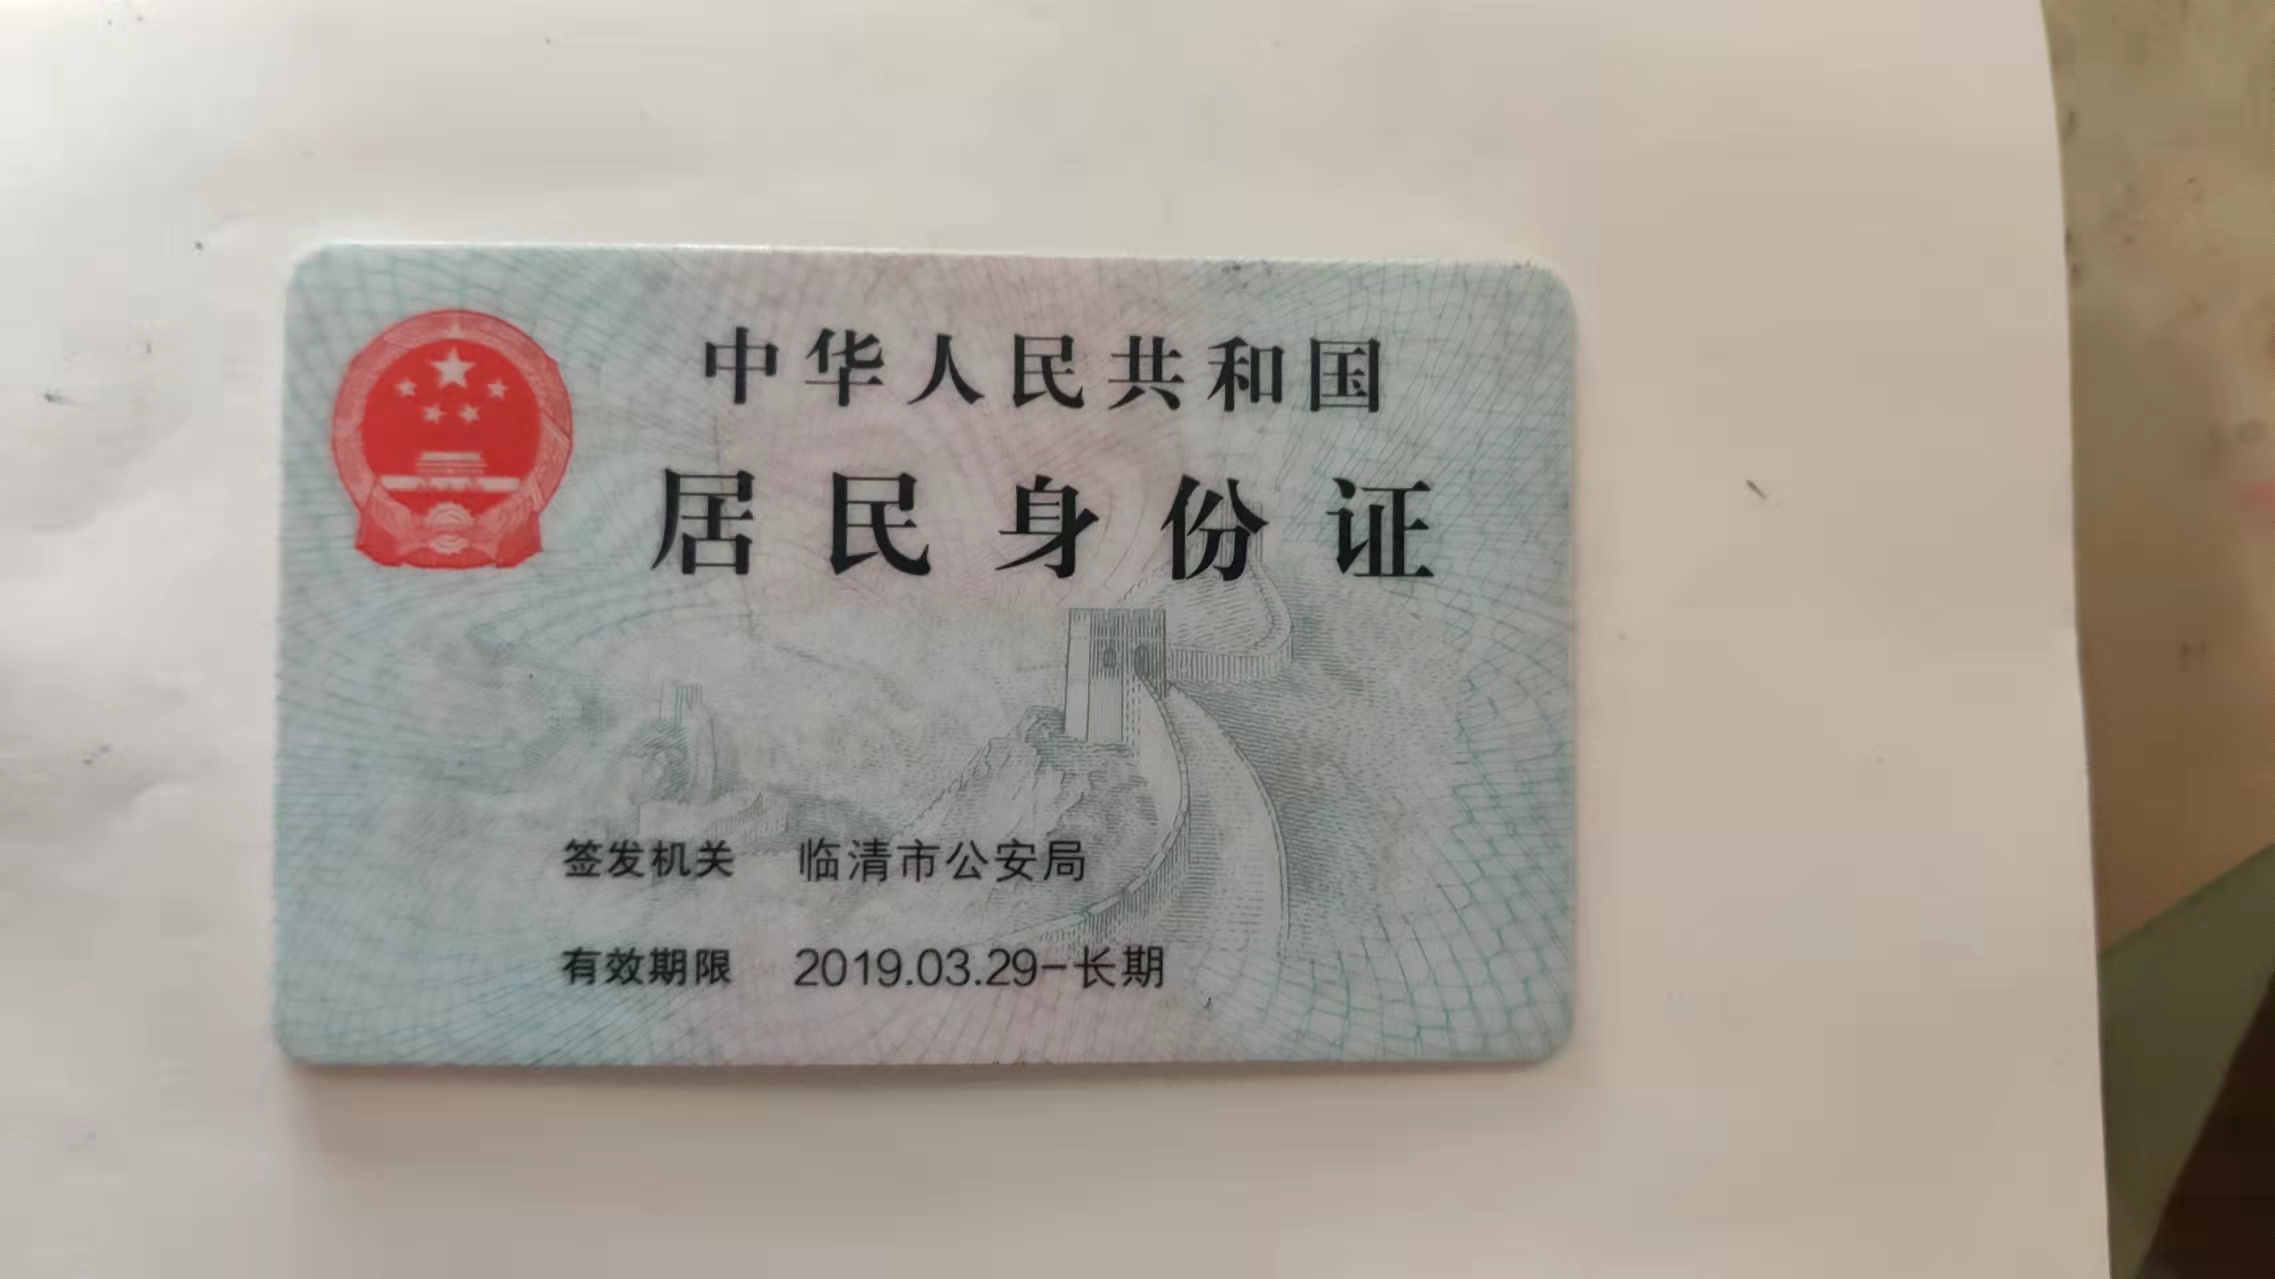 中华人民共和国
居民身份证
签发机关 临清市公安局
有效期限 2019.03.29-长期